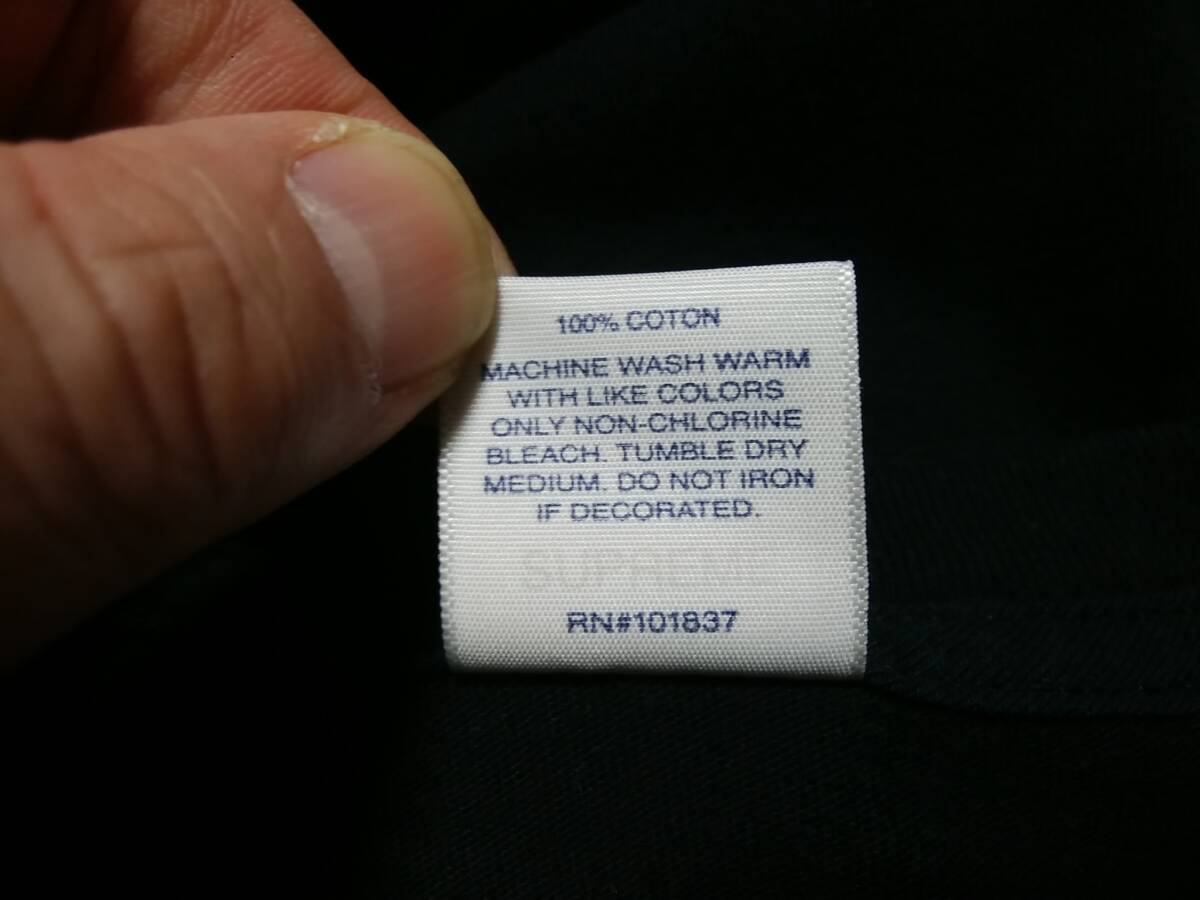 100% COTON
MACHINE WASH WARM
WITH LIKE COLORS
ONLY NON-CHLORINE
BLEACH. TUMBLE DRY
MEDIUM. DO NOT IRON
IF DECORATED.
SUPREME
RN#101837